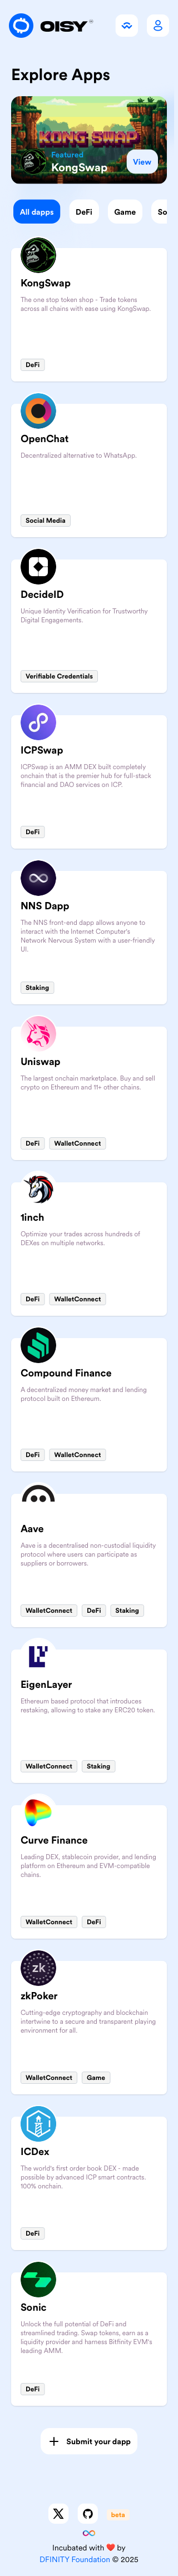 OISY
Explore Apps
KONG SWAP
Featured
KongSwap
View
All dapps
DeFi
Game
So
KongSwap
The one stop token shop - Trade tokens
across all chains with ease using KongSwap.
DeFi
OpenChat
Decentralized alternative to WhatsApp.
Social Media
DecideID
Unique Identity Verification for Trustworthy
Digital Engagements.
Verifiable Credentials
ICPSwap
ICPSwap is an AMM DEX built completely
onchain that is the premier hub for full-stack
financial and DAO services on ICP.
DeFi
NNS Dapp
The NNS front-end dapp allows anyone to
interact with the Internet Computer's
Network Nervous System with a user-friendly
UI.
Staking
Uniswap
The largest onchain marketplace. Buy and sell
crypto on Ethereum and 11+ other chains.
DeFi
WalletConnect
1inch
Optimize your trades across hundreds of
DEXes on multiple networks.
DeFi
WalletConnect
Compound Finance
A decentralized money market and lending
protocol built on Ethereum.
DeFi
WalletConnect
Aave
Aave is a decentralised non-custodial liquidity
protocol where users can participate as
suppliers or borrowers.
WalletConnect
DeFi
Staking
EigenLayer
Ethereum based protocol that introduces
restaking, allowing to stake any ERC20 token.
WalletConnect
Staking
Curve Finance
Leading DEX, stablecoin provider, and lending
platform on Ethereum and EVM-compatible
chains.
WalletConnect
DeFi
zk
zkPoker
Cutting-edge cryptography and blockchain
intertwine to a secure and transparent playing
environment for all.
WalletConnect
Game
ICDex
The world's first order book DEX - made
possible by advanced ICP smart contracts.
100% onchain.
DeFi
Sonic
Unlock the full potential of DeFi and
streamlined trading. Swap tokens, earn as a
liquidity provider and harness Bitfinity EVM's
leading AMM.
DeFi
Submit your dapp
beta
Incubated with ❤️ by
DFINITY Foundation © 2025